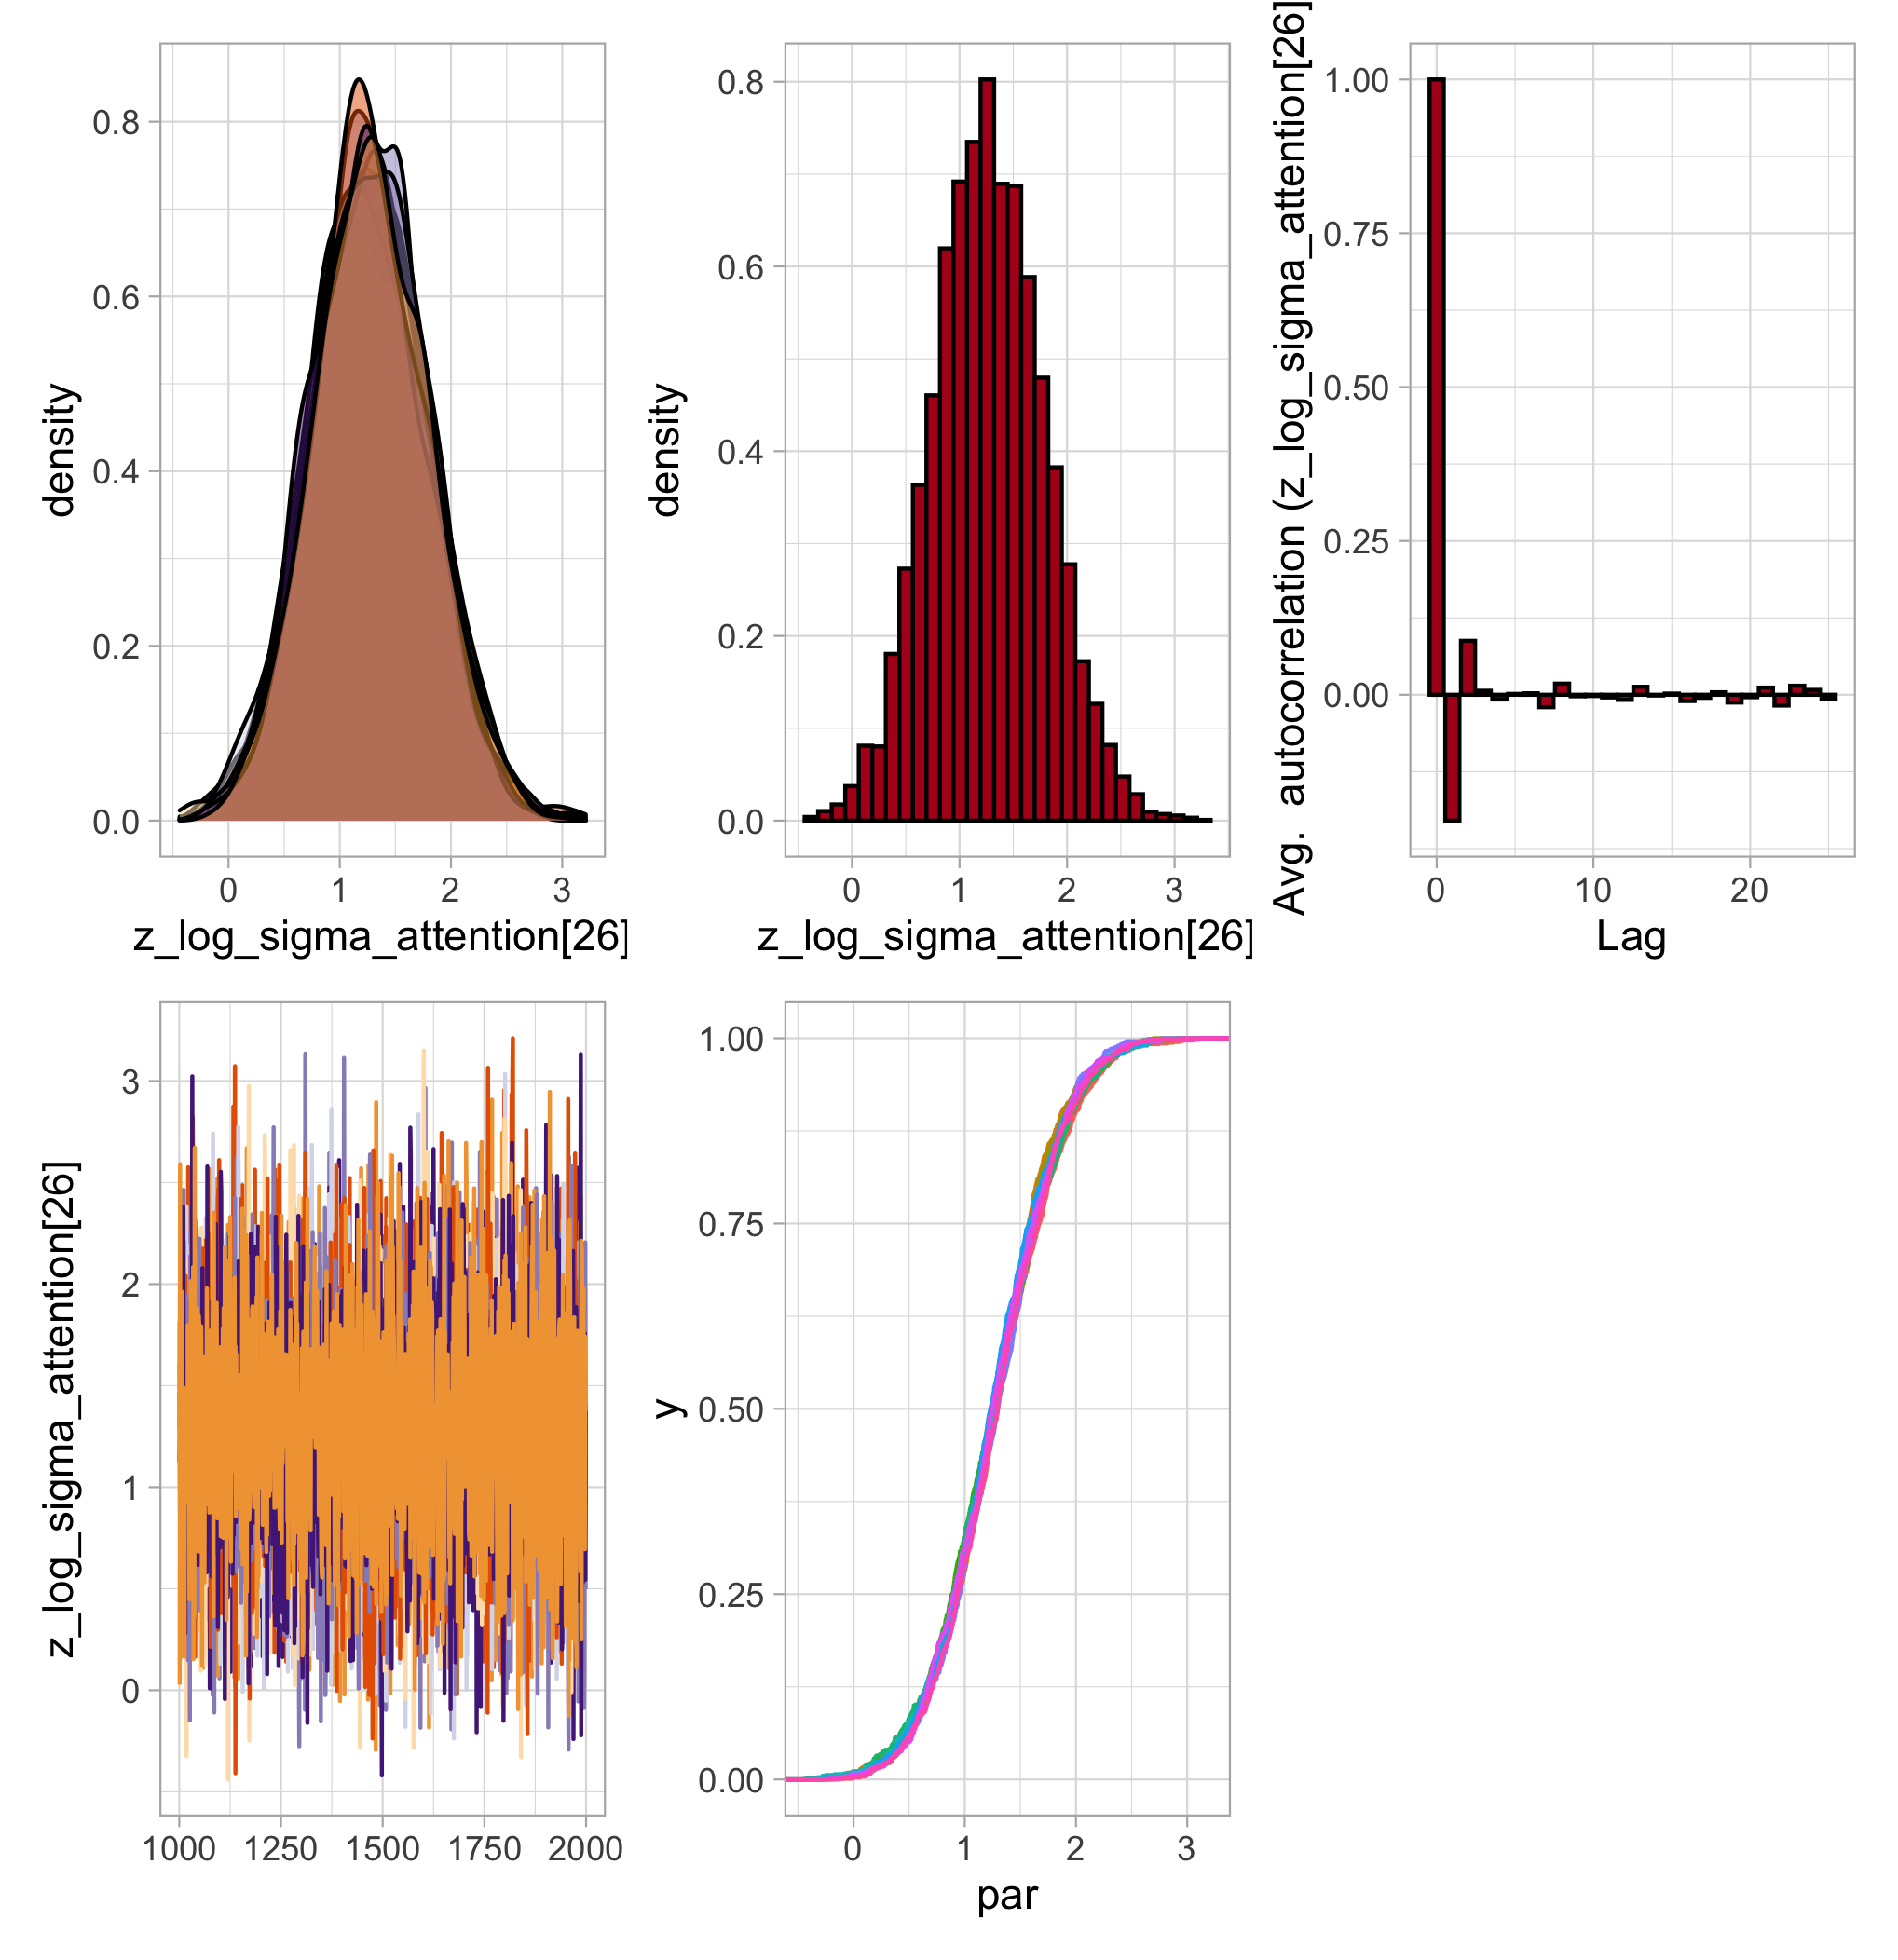 density
0.8
0.6
0.4
0.2
0.0
0 1 2 3
z_log_sigma_attention[26]
density
0.8
0.6
0.4
0.2
0.0
0 1 2 3
z_log_sigma_attention[26]
Avg. autocorrelation (z_log_sigma_attention[26]
1.00
0.75
0.50
0.25
0.00
0 10 20
Lag
z_log_sigma_attention[26]
3
2
1
0
1000 1250 1500 1750 2000
y
1.00
0.75
0.50
0.25
0.00
0 1 2 3
par